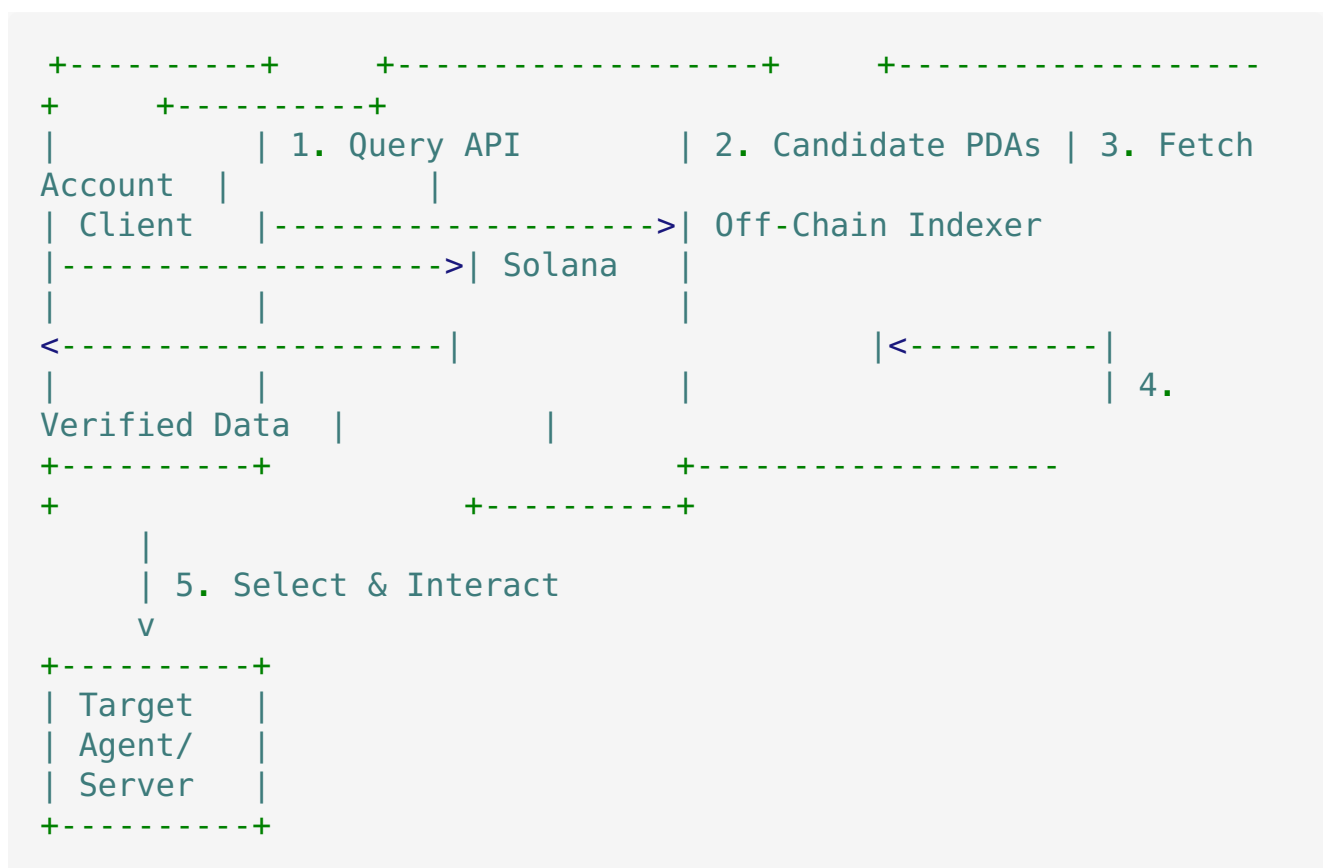 +----------+     +-------------------+     +-------------------
+     +----------+
|          | 1. Query API        | 2. Candidate PDAs | 3. Fetch
Account  |          |
| Client   |-------------------->| Off-Chain Indexer
|-------------------->| Solana   |
|          |                     |
<--------------------|                     |<----------|
|          |                     |                     | 4.
Verified Data  |          |
+----------+                     +-------------------
+                     +----------+
     |
     | 5. Select & Interact
     v
+----------+
| Target   |
| Agent/   |
| Server   |
+----------+